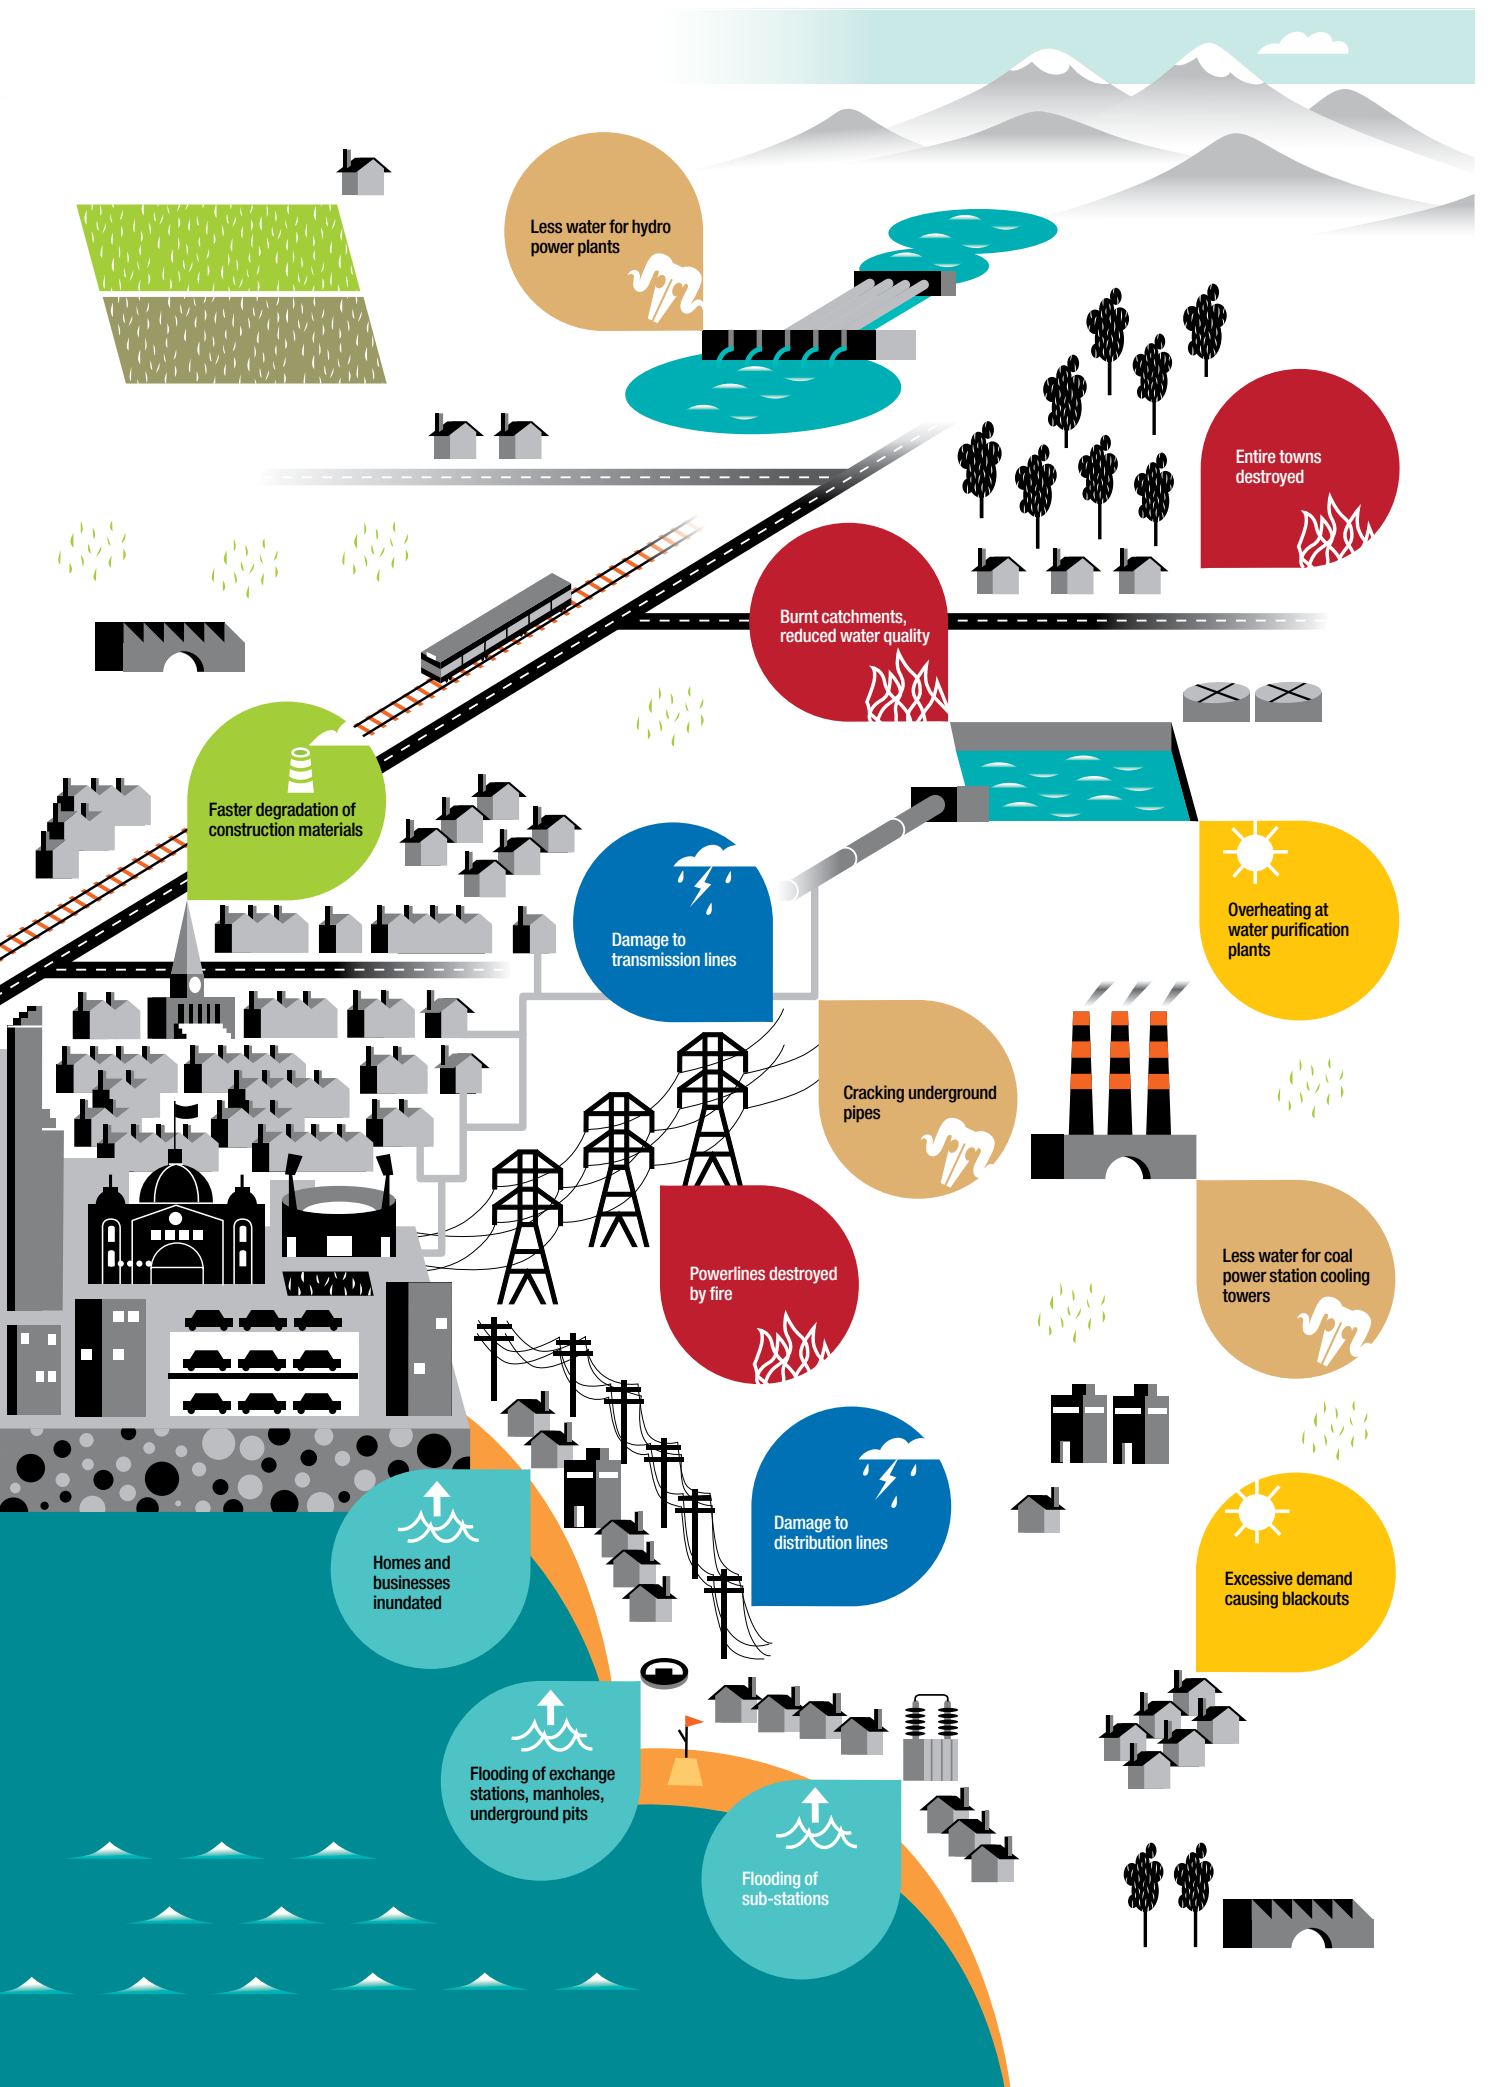 Less water for hydro
power plants
Entire towns
destroyed
Burnt catchments,
reduced water quality
Faster degradation of
construction materials
Damage to
transmission lines
Overheating at
water purification
plants
Cracking underground
pipes
Less water for coal
power station cooling
towers
Powerlines destroyed
by fire
Damage to
distribution lines
Homes and
businesses
inundated
Excessive demand
causing blackouts
Flooding of exchange
stations, manholes,
underground pits
Flooding of
sub-stations